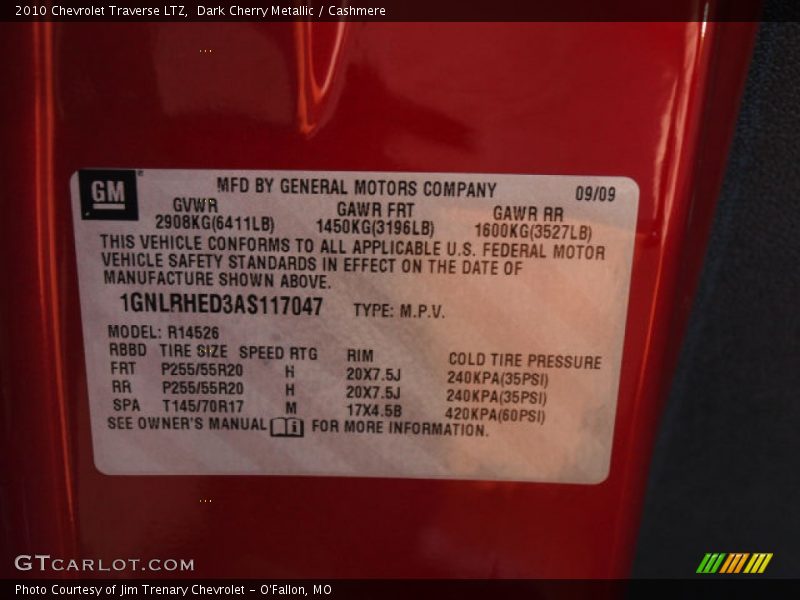 2010 Chevrolet Traverse LTZ, Dark Cherry Metallic / Cashmere
GM
MFD BY GENERAL MOTORS COMPANY 09/09
GVWR GAWR FRT GAWR RR
2908KG(6411LB) 1450KG(3196LB) 1600KG(3527LB)
THIS VEHICLE CONFORMS TO ALL APPLICABLE U.S. FEDERAL MOTOR
VEHICLE SAFETY STANDARDS IN EFFECT ON THE DATE OF
MANUFACTURE SHOWN ABOVE.
1GNLRHED3AS117047 TYPE: M.P.V.
MODEL: R14526
RBBD TIRE SIZE SPEED RTG RIM COLD TIRE PRESSURE
FRT P255/55R20 H 20X7.5J 240KPA(35PSI)
RR P255/55R20 H 20X7.5J 240KPA(35PSI)
SPA T145/70R17 M 17X4.5B 420KPA(60PSI)
SEE OWNER'S MANUAL i FOR MORE INFORMATION.
GTCARLOT.COM
Photo Courtesy of Jim Trenary Chevrolet - O'Fallon, MO